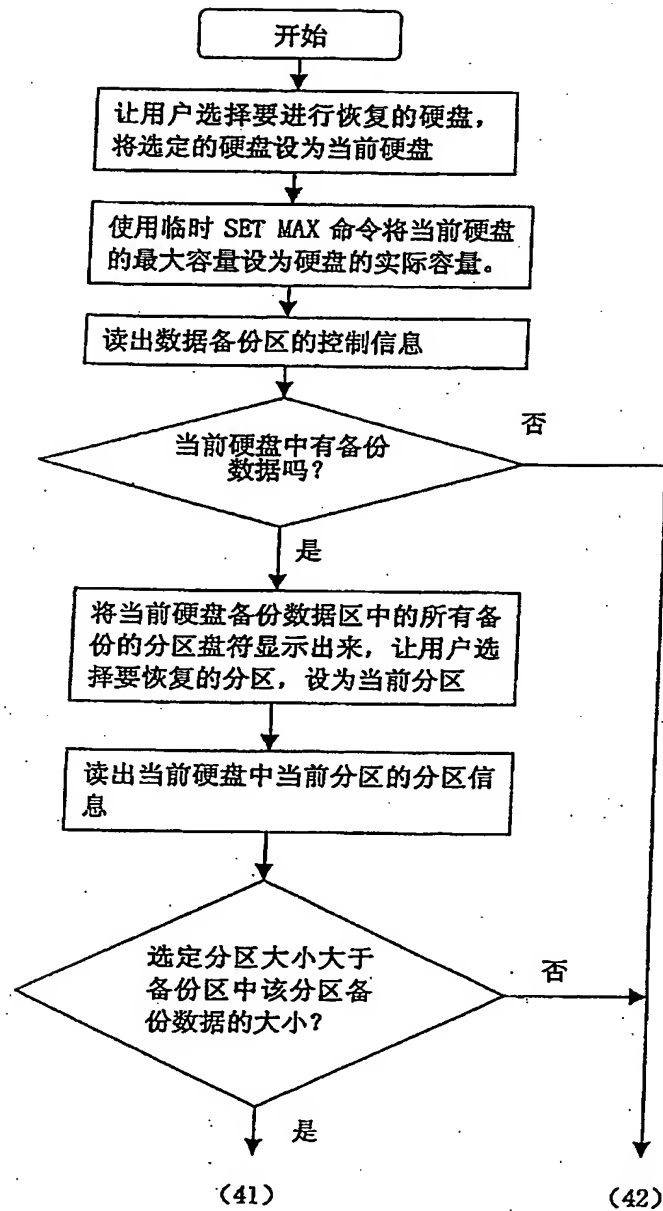 开始
让用户选择要进行恢复的硬盘，
将选定的硬盘设为当前硬盘
使用临时 SET MAX 命令将当前硬盘
的最大容量设为硬盘的实际容量。
读出数据备份区的控制信息
当前硬盘中有备份
数据吗？
否
是
将当前硬盘备份数据区中的所有备
份的分区盘符显示出来，让用户选
择要恢复的分区，设为当前分区
读出当前硬盘中当前分区的分区信
息
选定分区大小大于
备份区中该分区备
份数据的大小？
否
是
(41)
(42)